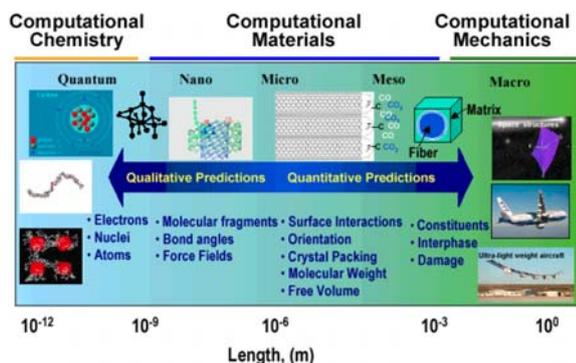 Computational
Chemistry
Computational
Materials
Computational
Mechanics
Quantum
Nano
Micro
Meso
Macro
Matrix
Fiber
Space structures
Qualitative Predictions
Quantitative Predictions
• Electrons
• Nuclei
• Atoms
• Molecular fragments
• Bond angles
• Force Fields
• Surface Interactions
• Orientation
• Crystal Packing
• Molecular Weight
• Free Volume
• Constituents
• Interphase
• Damage
Ultra-light weight aircraft
10⁻¹² 10⁻⁹ 10⁻⁶ 10⁻³ 10⁰
Length, (m)